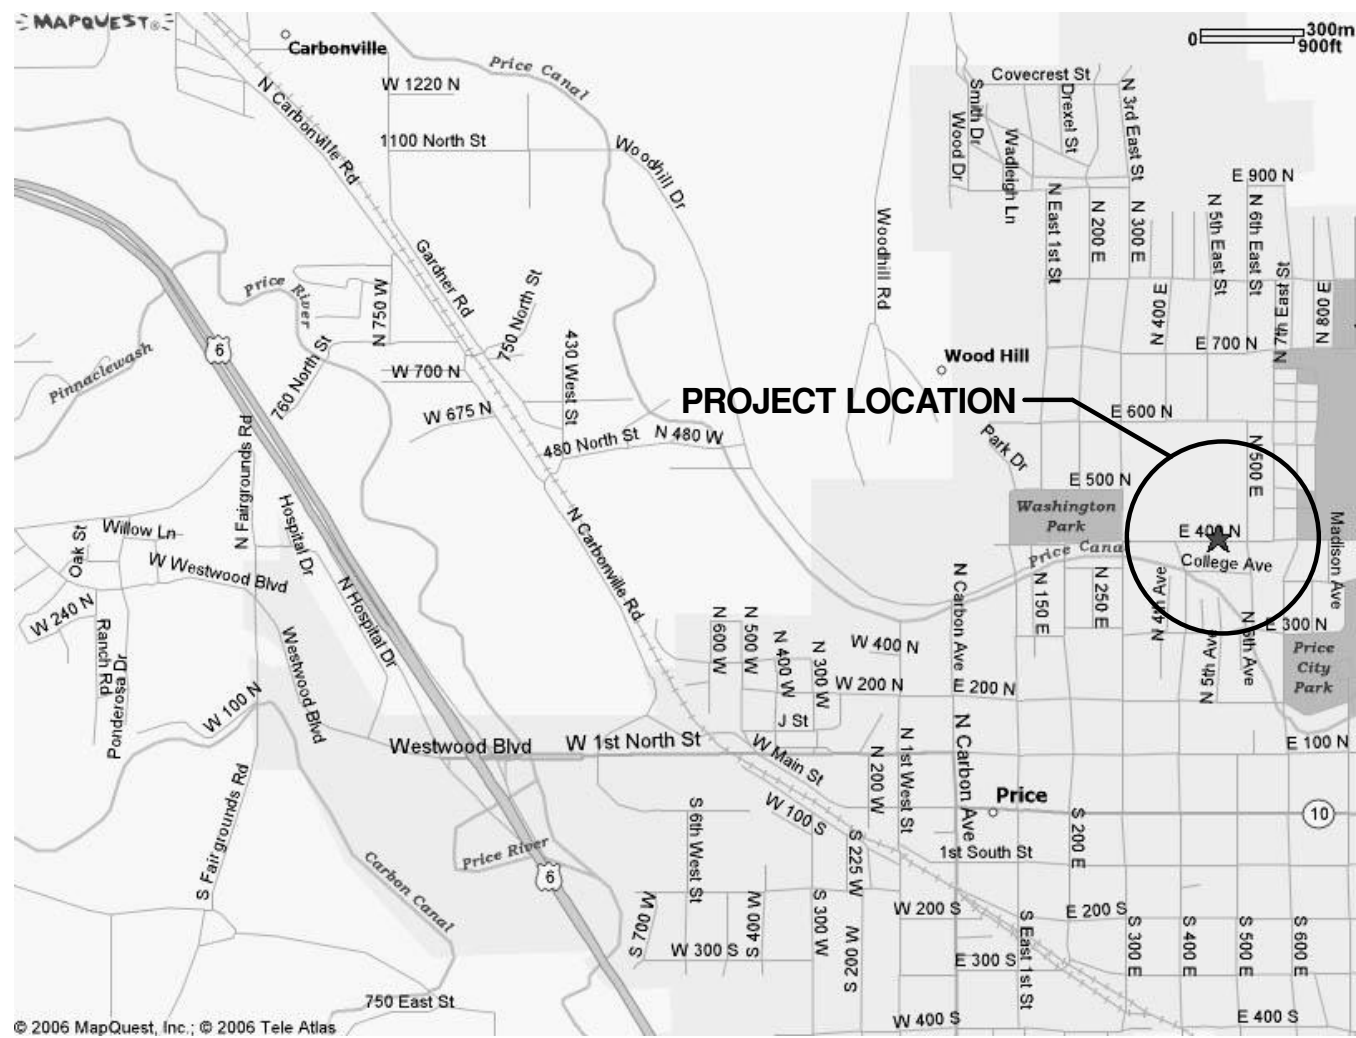 MAPQUEST®
Carbonville
300m
0
900ft
Price Canal
Covecrest St
W 1220 N
N Carbonville Rd
Smith Dr
Drexel St
N 3rd East St
1100 North St
Woodhill Dr
Wood Dr
Wadleigh Ln
E 900 N
N East 1st St
N 200 E
N 300 E
N 5th East St
N 6th East St
Woodhill Rd
Gardner Rd
Price River
N 750 W
750 North St
N 400 E
N 7th East St
N 800 E
6
760 North St
430 West St
Pinnaclewash
W 700 N
Wood Hill
E 700 N
PROJECT LOCATION
W 675 N
E 600 N
480 North St
N 480 W
Park Dr
N 500 E
N Fairgrounds Rd
E 500 N
Hospital Dr
Washington
Park
N Carbonville Rd
Madison Ave
Oak St
Willow Ln
E 400 N
Price Canal
College Ave
W Westwood Blvd
N Hospital Dr
N Carbon Ave
N 150 E
N 250 E
N 4th Ave
W 240 N
Ranch Rd
Ponderosa Dr
Westwood Blvd
N 600 W
N 500 W
N 400 W
N 300 W
W 400 N
E 300 N
N 5th Ave
N 6th Ave
Price
City
Park
W 200 N
E 200 N
W 100 N
J St
Westwood Blvd
W 1st North St
W Main St
N 200 W
N 1st West St
N Carbon Ave
E 100 N
S Fairgrounds Rd
Price
W 100 S
10
S 6th West St
S 225 W
S 200 E
Price River
1st South St
6
Carbon Canal
S 700 W
S 400 W
S 300 W
S 200 W
W 200 S
E 200 S
W 300 S
E 300 S
S East 1st St
S 300 E
S 400 E
S 500 E
S 600 E
750 East St
W 400 S
E 400 S
© 2006 MapQuest, Inc.; © 2006 Tele Atlas